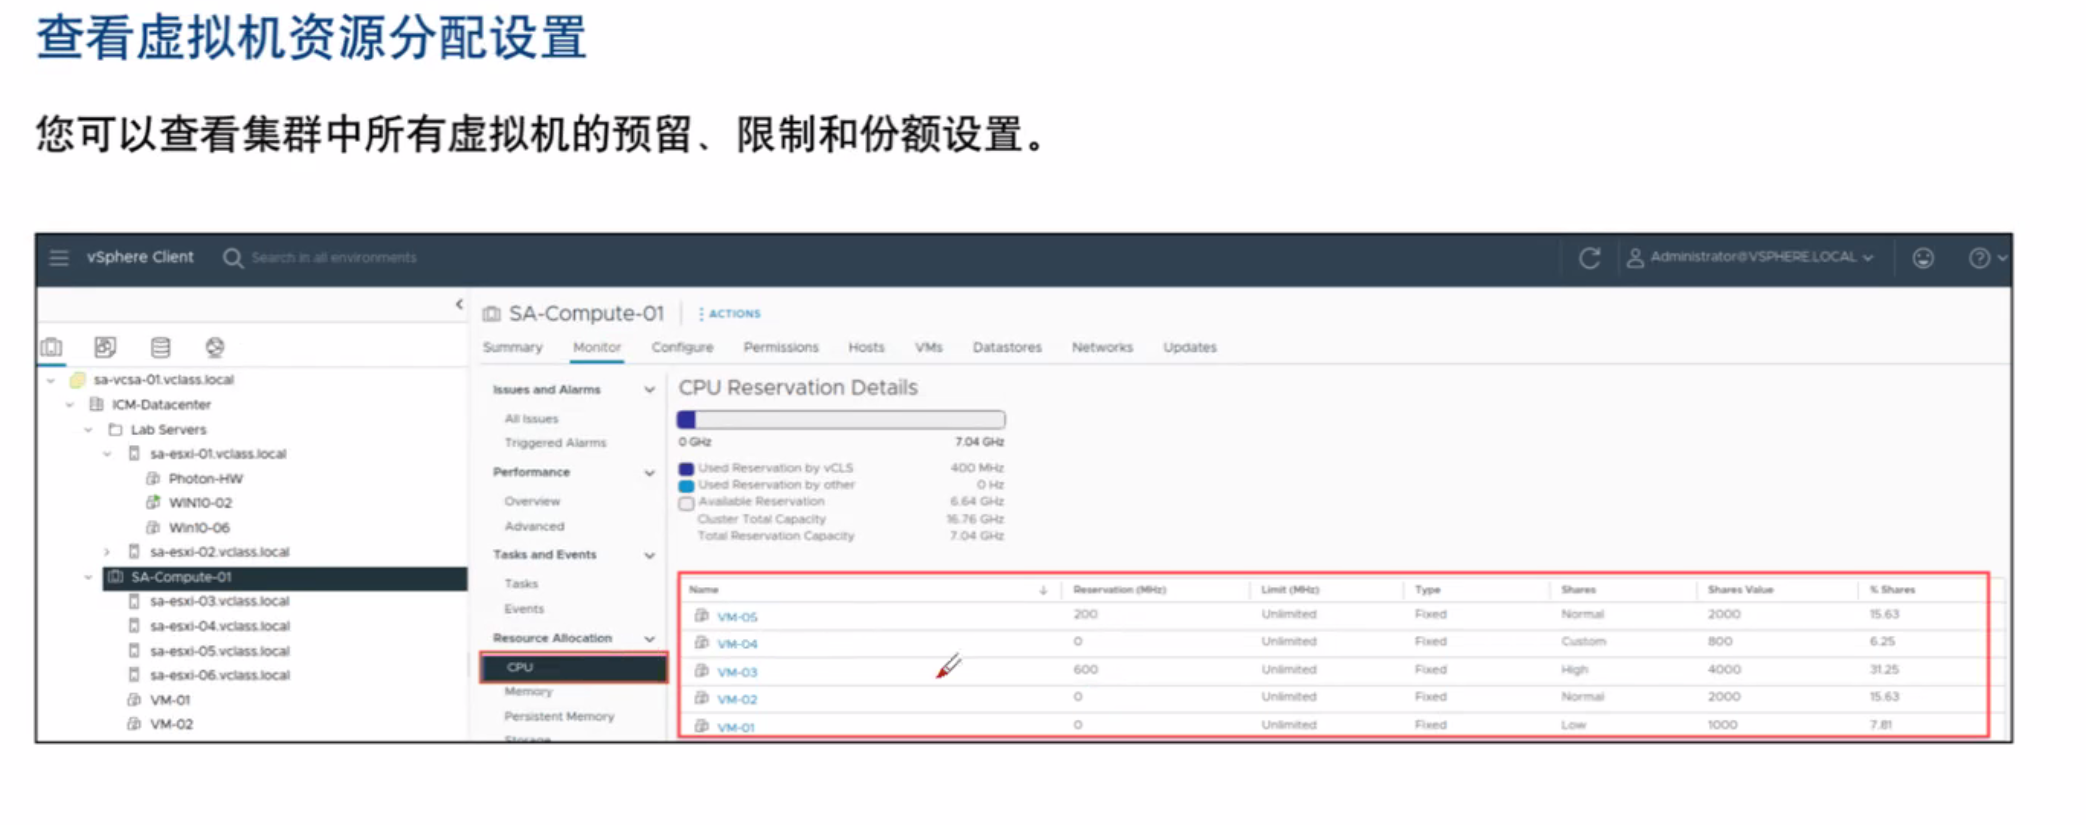 查看虚拟机资源分配设置
您可以查看集群中所有虚拟机的预留、限制和份额设置。
vSphere Client Search in all environments Administrator@VSPHERE.LOCAL
SA-Compute-01 ACTIONS
Summary Monitor Configure Permissions Hosts VMs Datastores Networks Updates
sa-vcsa-01.vclass.local
ICM-Datacenter
Lab Servers
sa-esxi-01.vclass.local
Photon-HW
WIN10-02
Win10-06
sa-esxi-02.vclass.local
SA-Compute-01
sa-esxi-03.vclass.local
sa-esxi-04.vclass.local
sa-esxi-05.vclass.local
sa-esxi-06.vclass.local
VM-01
VM-02
Issues and Alarms
All Issues
Triggered Alarms
Performance
Overview
Advanced
Tasks and Events
Tasks
Events
Resource Allocation
CPU
Memory
Persistent Memory
Storage
CPU Reservation Details
0 GHz 7.04 GHz
Used Reservation by vCLS 400 MHz
Used Reservation by other 0 Hz
Available Reservation 6.64 GHz
Cluster Total Capacity 16.76 GHz
Total Reservation Capacity 7.04 GHz
Name Reservation (MHz) Limit (MHz) Type Shares Shares Value % Shares
VM-05 200 Unlimited Fixed Normal 2000 15.63
VM-04 0 Unlimited Fixed Custom 800 6.25
VM-03 600 Unlimited Fixed High 4000 31.25
VM-02 0 Unlimited Fixed Normal 2000 15.63
VM-01 0 Unlimited Fixed Low 1000 7.81